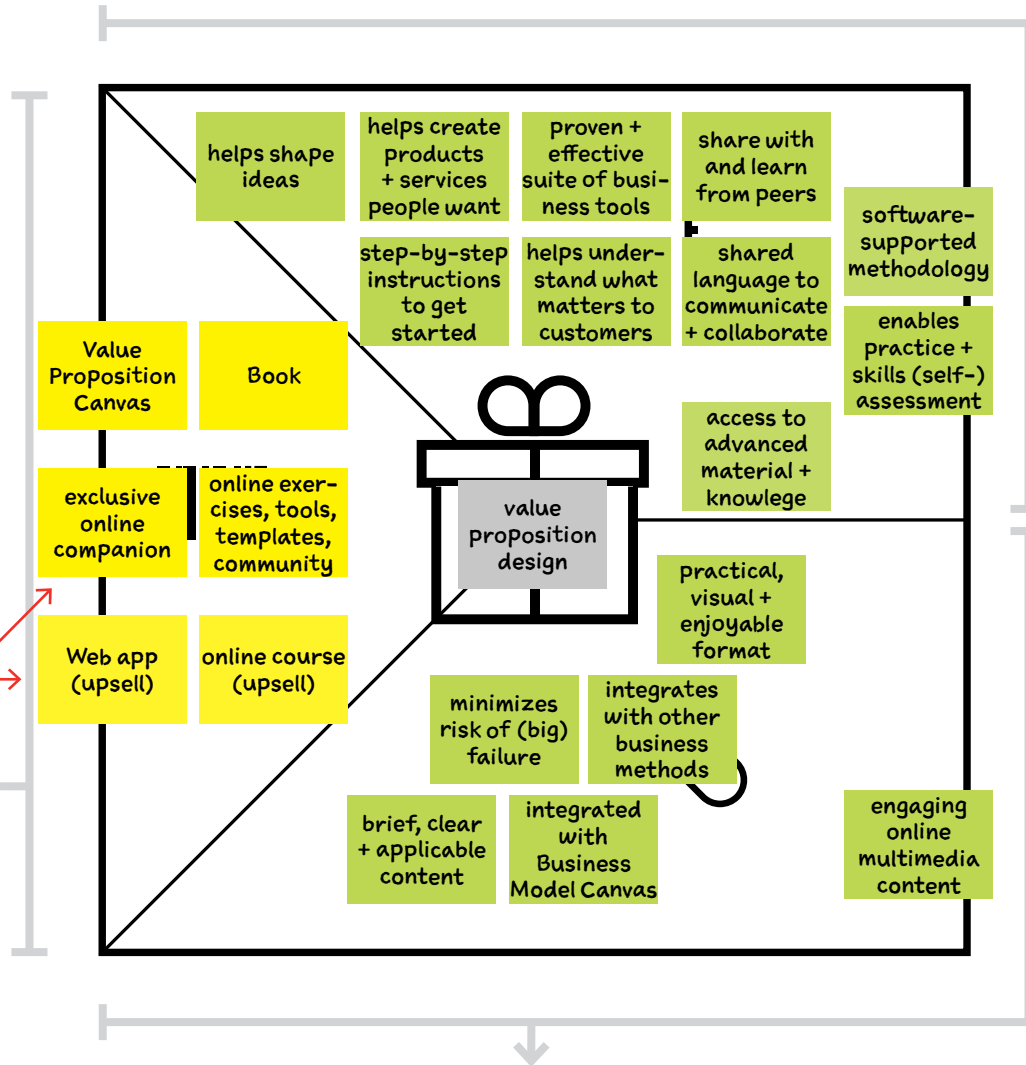 helps shape
ideas
helps create
products
+ services
people want
proven +
effective
suite of busi-
ness tools
share with
and learn
from peers
software-
supported
methodology
step-by-step
instructions
to get
started
helps under-
stand what
matters to
customers
shared
language to
communicate
+ collaborate
enables
practice +
skills (self-)
assessment
access to
advanced
material +
knowlege
Value
Proposition
Canvas
Book
exclusive
online
companion
online exer-
cises, tools,
templates,
community
Web app
(upsell)
online course
(upsell)
value
proposition
design
practical,
visual +
enjoyable
format
minimizes
risk of (big)
failure
integrates
with other
business
methods
brief, clear
+ applicable
content
integrated
with
Business
Model Canvas
engaging
online
multimedia
content